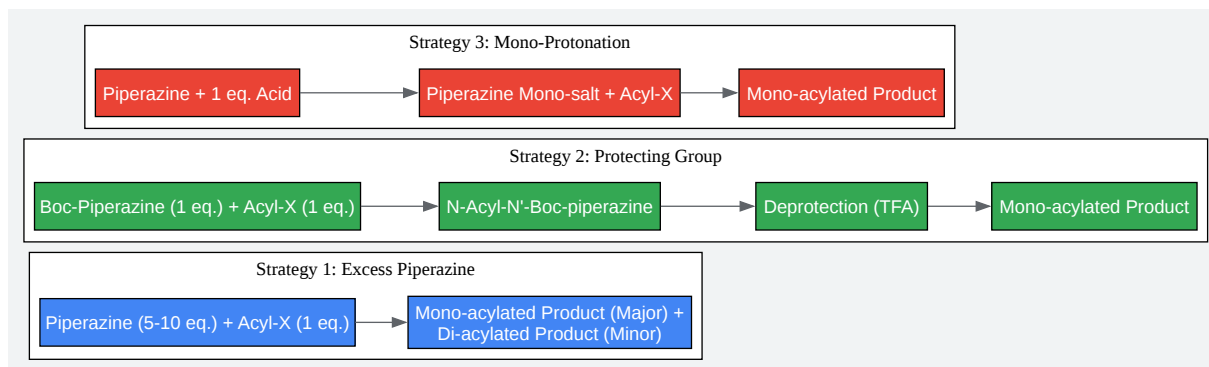 Strategy 3: Mono-Protonation
Piperazine + 1 eq. Acid
Piperazine Mono-salt + Acyl-X
Mono-acylated Product
Strategy 2: Protecting Group
Boc-Piperazine (1 eq.) + Acyl-X (1 eq.)
N-Acyl-N'-Boc-piperazine
Deprotection (TFA)
Mono-acylated Product
Strategy 1: Excess Piperazine
Piperazine (5-10 eq.) + Acyl-X (1 eq.)
Mono-acylated Product (Major) +
Di-acylated Product (Minor)